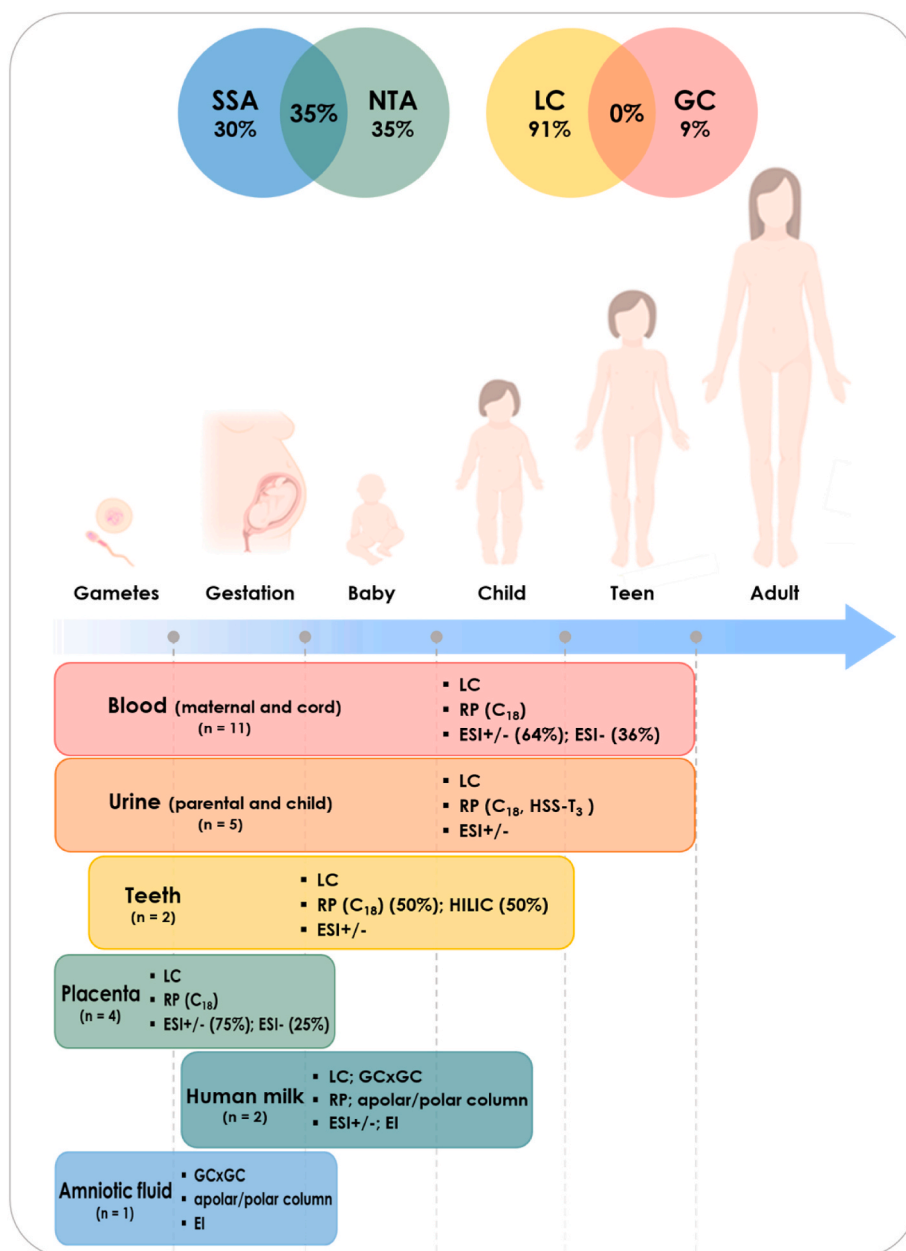 SSA
30%
35%
NTA
35%
LC
91%
0%
GC
9%
Gametes
Gestation
Baby
Child
Teen
Adult
Blood (maternal and cord)
(n = 11)
▪ LC
▪ RP (C₁₈)
▪ ESI+/- (64%); ESI- (36%)
Urine (parental and child)
(n = 5)
▪ LC
▪ RP (C₁₈, HSS-T₃ )
▪ ESI+/-
Teeth
(n = 2)
▪ LC
▪ RP (C₁₈) (50%); HILIC (50%)
▪ ESI+/-
Placenta
(n = 4)
▪ LC
▪ RP (C₁₈)
▪ ESI+/- (75%); ESI- (25%)
Human milk
(n = 2)
▪ LC; GCxGC
▪ RP; apolar/polar column
▪ ESI+/-; EI
Amniotic fluid
(n = 1)
▪ GCxGC
▪ apolar/polar column
▪ EI